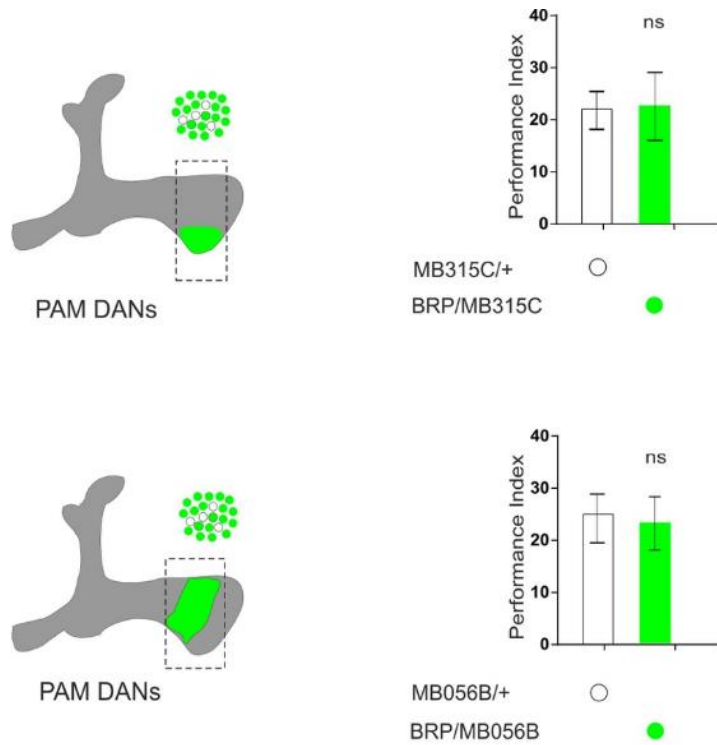 PAM DANs
Performance Index
40
30
20
10
0
ns
MB315C/+
BRP/MB315C
PAM DANs
Performance Index
40
30
20
10
0
ns
MB056B/+
BRP/MB056B